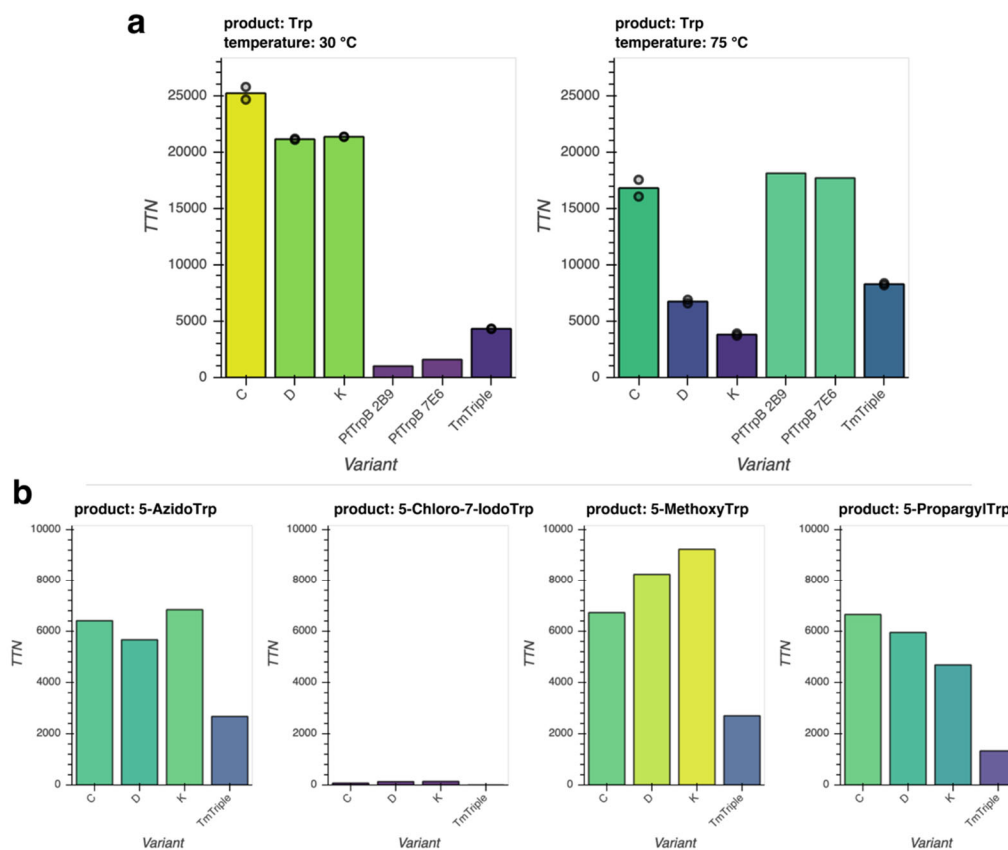 a
product: Trp
temperature: 30 °C
25000
20000
15000
10000
5000
0
TTN
C
D
K
PfTrpB 2B9
PfTrpB 7E6
TmTriple
Variant
product: Trp
temperature: 75 °C
25000
20000
15000
10000
5000
0
TTN
C
D
K
PfTrpB 2B9
PfTrpB 7E6
TmTriple
Variant
b
product: 5-AzidoTrp
10000
8000
6000
4000
2000
0
TTN
C
D
K
TmTriple
Variant
product: 5-Chloro-7-IodoTrp
10000
8000
6000
4000
2000
0
TTN
C
D
K
TmTriple
Variant
product: 5-MethoxyTrp
10000
8000
6000
4000
2000
0
TTN
C
D
K
TmTriple
Variant
product: 5-PropargylTrp
10000
8000
6000
4000
2000
0
TTN
C
D
K
TmTriple
Variant